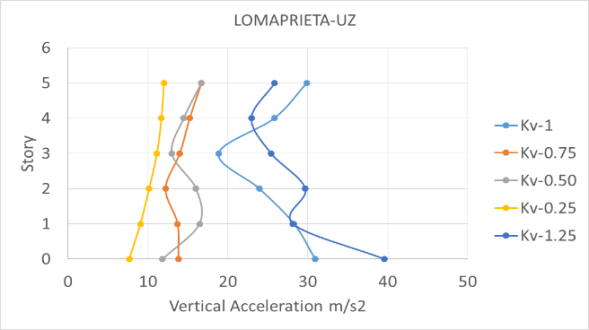 LOMAPRIETA-UZ
6
5
4
3
2
1
0
Story
0 10 20 30 40 50
Vertical Acceleration m/s2
Kv-1
Kv-0.75
Kv-0.50
Kv-0.25
Kv-1.25